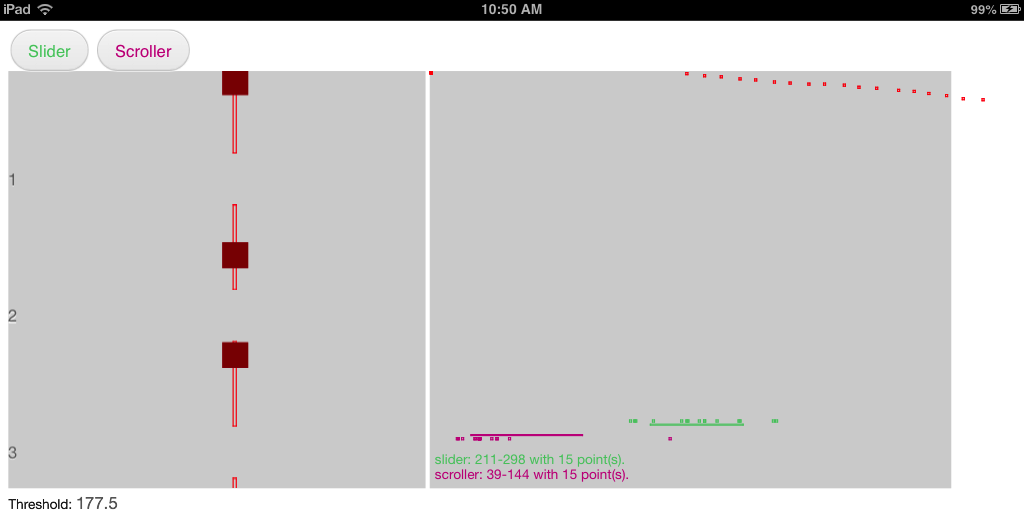 iPad 10:50 AM 99%
Slider Scroller
1
2
3
slider: 211-298 with 15 point(s).
scroller: 39-144 with 15 point(s).
Threshold: 177.5